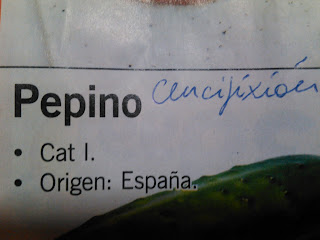 Pepino crucifixión
• Cat I.
• Origen: España.